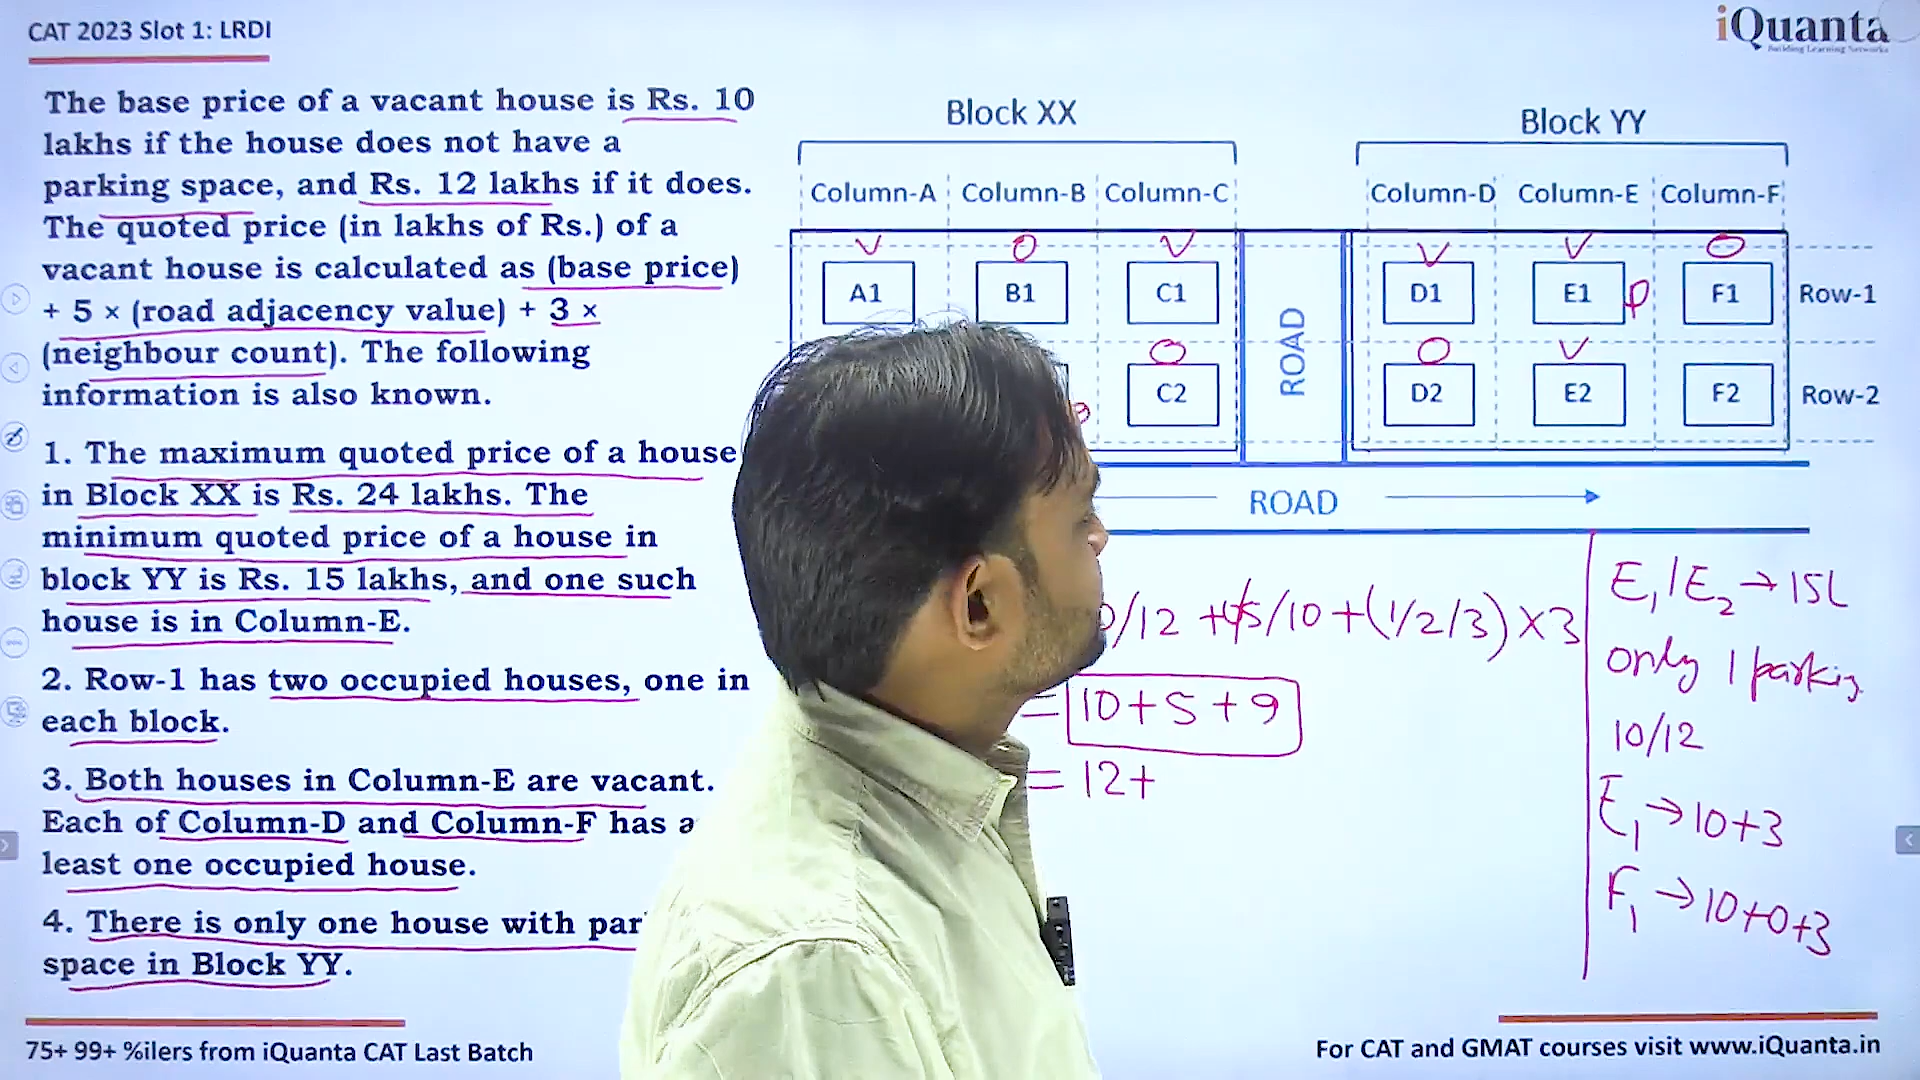 CAT 2023 Slot 1: LRDI
iQuanta
Building Learning Networks
The base price of a vacant house is Rs. 10
lakhs if the house does not have a
parking space, and Rs. 12 lakhs if it does.
The quoted price (in lakhs of Rs.) of a
vacant house is calculated as (base price)
+ 5 × (road adjacency value) + 3 ×
(neighbour count). The following
information is also known.
1. The maximum quoted price of a house
in Block XX is Rs. 24 lakhs. The
minimum quoted price of a house in
block YY is Rs. 15 lakhs, and one such
house is in Column-E.
2. Row-1 has two occupied houses, one in
each block.
3. Both houses in Column-E are vacant.
Each of Column-D and Column-F has a
least one occupied house.
4. There is only one house with par
space in Block YY.
Block XX Block YY
Column-A Column-B Column-C Column-D Column-E Column-F
V O V V V O
A1 B1 C1 D1 E1 P F1 Row-1
O O V
C2 D2 E2 F2 Row-2
ROAD
ROAD
/12 + 5/10 + (1/2/3) × 3
= 10 + 5 + 9
= 12 +
E1/E2 → 15L
only 1 parking
10/12
E1 → 10+3
F1 → 10+0+3
75+ 99+ %ilers from iQuanta CAT Last Batch
For CAT and GMAT courses visit www.iQuanta.in